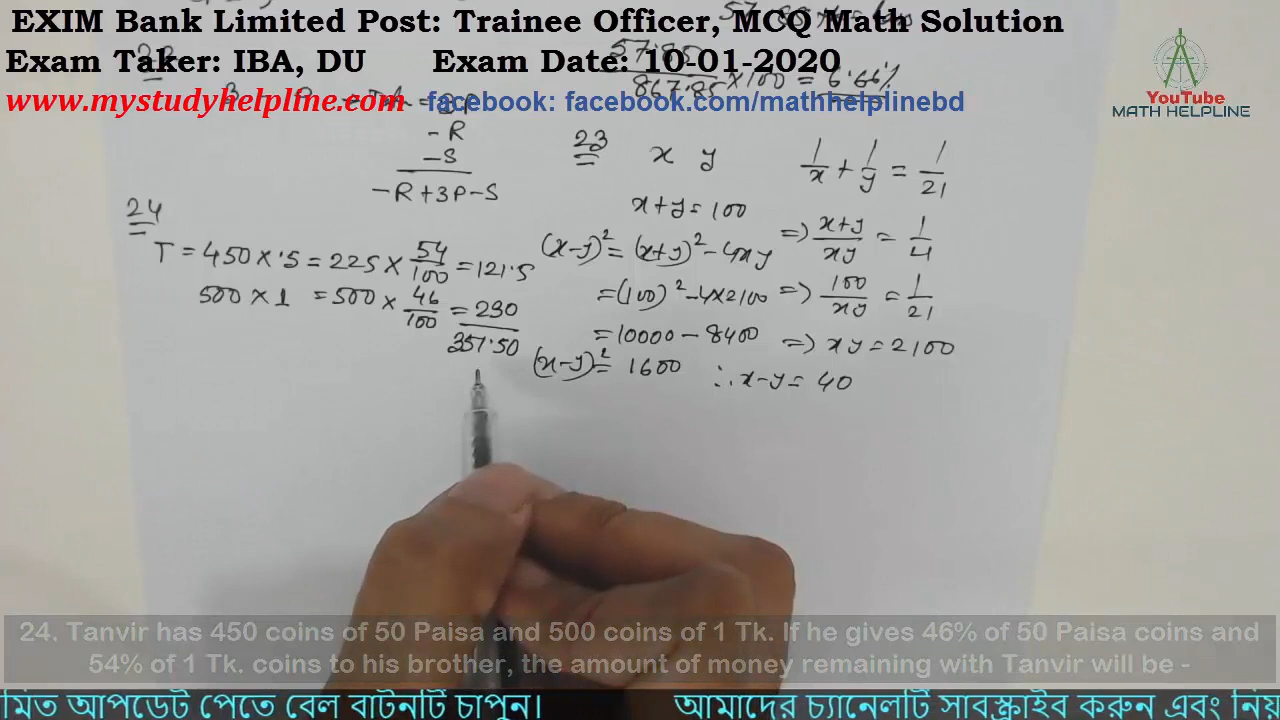 EXIM Bank Limited Post: Trainee Officer, MCQ Math Solution
Exam Taker: IBA, DU Exam Date: 10-01-2020
www.mystudyhelpline.com facebook: facebook.com/mathhelplinebd
YouTube
MATH HELPLINE
57.85
867.85 × 100 = 6.66%
- R
- S
- R + 3P - S
23
x y
x + y = 100
(x-y)² = (x+y)² - 4xy
= (100)² - 4×2100
= 10000 - 8400
(x-y)² = 1600
∴ x-y = 40
1/x + 1/y = 1/21
=> x+y/xy = 1/21
=> 100/xy = 1/21
=> xy = 2100
24
T = 450 × .5 = 225 × 54/100 = 121.5
500 × 1 = 500 × 46/100 = 230
351.50
24. Tanvir has 450 coins of 50 Paisa and 500 coins of 1 Tk. If he gives 46% of 50 Paisa coins and
54% of 1 Tk. coins to his brother, the amount of money remaining with Tanvir will be -
মিত আপডেট পেতে বেল বাটনটি চাপুন। আমাদের চ্যানেলটি সাবস্ক্রাইব করুন এবং নিয়